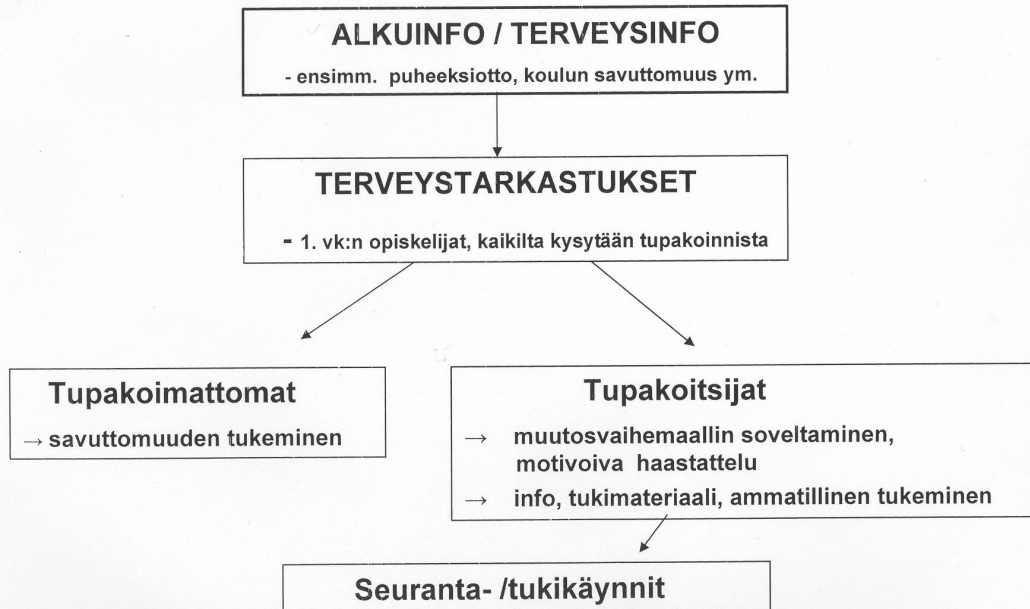 ALKUINFO / TERVEYSINFO
- ensimm. puheeksiotto, koulun savuttomuus ym.
TERVEYSTARKASTUKSET
- 1. vk:n opiskelijat, kaikilta kysytään tupakoinnista
Tupakoimattomat
→ savuttomuuden tukeminen
Tupakoitsijat
→ muutosvaihemaallin soveltaminen,
motivoiva haastattelu
→ info, tukimateriaali, ammatillinen tukeminen
Seuranta- /tukikäynnit